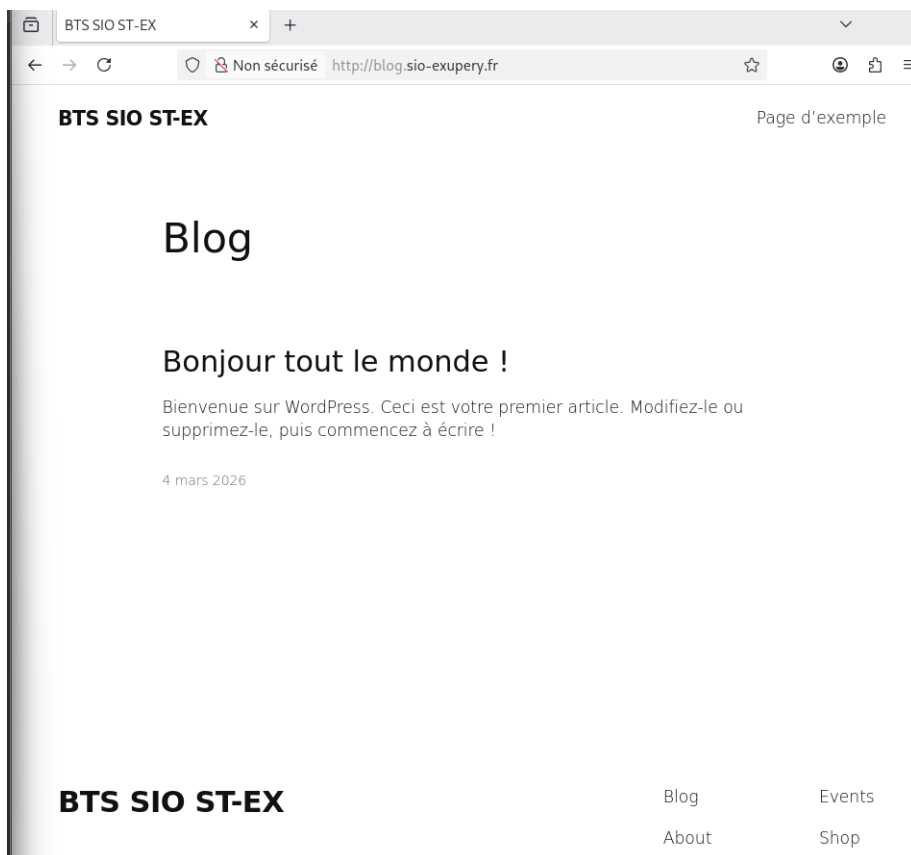 BTS SIO ST-EX
Non sécurisé http://blog.sio-exupery.fr
BTS SIO ST-EX Page d'exemple
Blog
Bonjour tout le monde !
Bienvenue sur WordPress. Ceci est votre premier article. Modifiez-le ou
supprimez-le, puis commencez à écrire !
4 mars 2026
BTS SIO ST-EX Blog Events
About Shop